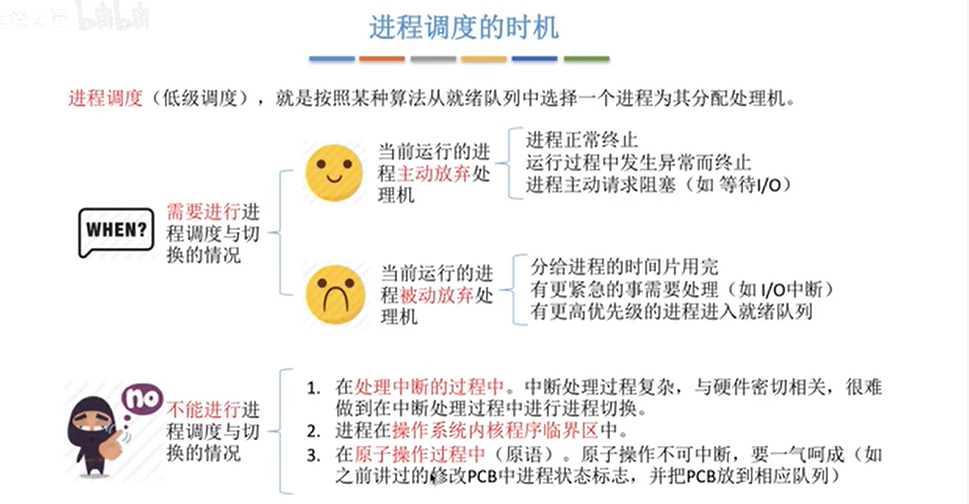 进程调度的时机
进程调度（低级调度），就是按照某种算法从就绪队列中选择一个进程为其分配处理机。
WHEN?
需要进行进
程调度与切
换的情况
当前运行的进
程主动放弃处
理机
进程正常终止
运行过程中发生异常而终止
进程主动请求阻塞（如 等待I/O）
当前运行的进
程被动放弃处
理机
分给进程的时间片用完
有更紧急的事需要处理（如 I/O中断）
有更高优先级的进程进入就绪队列
no
不能进行进
程调度与切
换的情况
1. 在处理中断的过程中。中断处理过程复杂，与硬件密切相关，很难
做到在中断处理过程中进行进程切换。
2. 进程在操作系统内核程序临界区中。
3. 在原子操作过程中（原语）。原子操作不可中断，要一气呵成（如
之前讲过的修改PCB中进程状态标志，并把PCB放到相应队列）